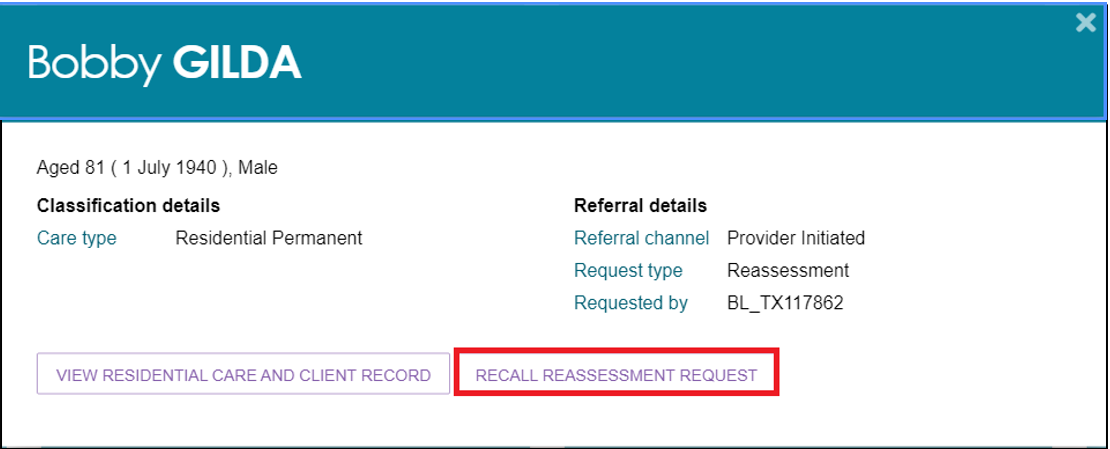 Bobby GILDA
Aged 81 ( 1 July 1940 ), Male
Classification details
Care type Residential Permanent
Referral details
Referral channel Provider Initiated
Request type Reassessment
Requested by BL_TX117862
VIEW RESIDENTIAL CARE AND CLIENT RECORD
RECALL REASSESSMENT REQUEST